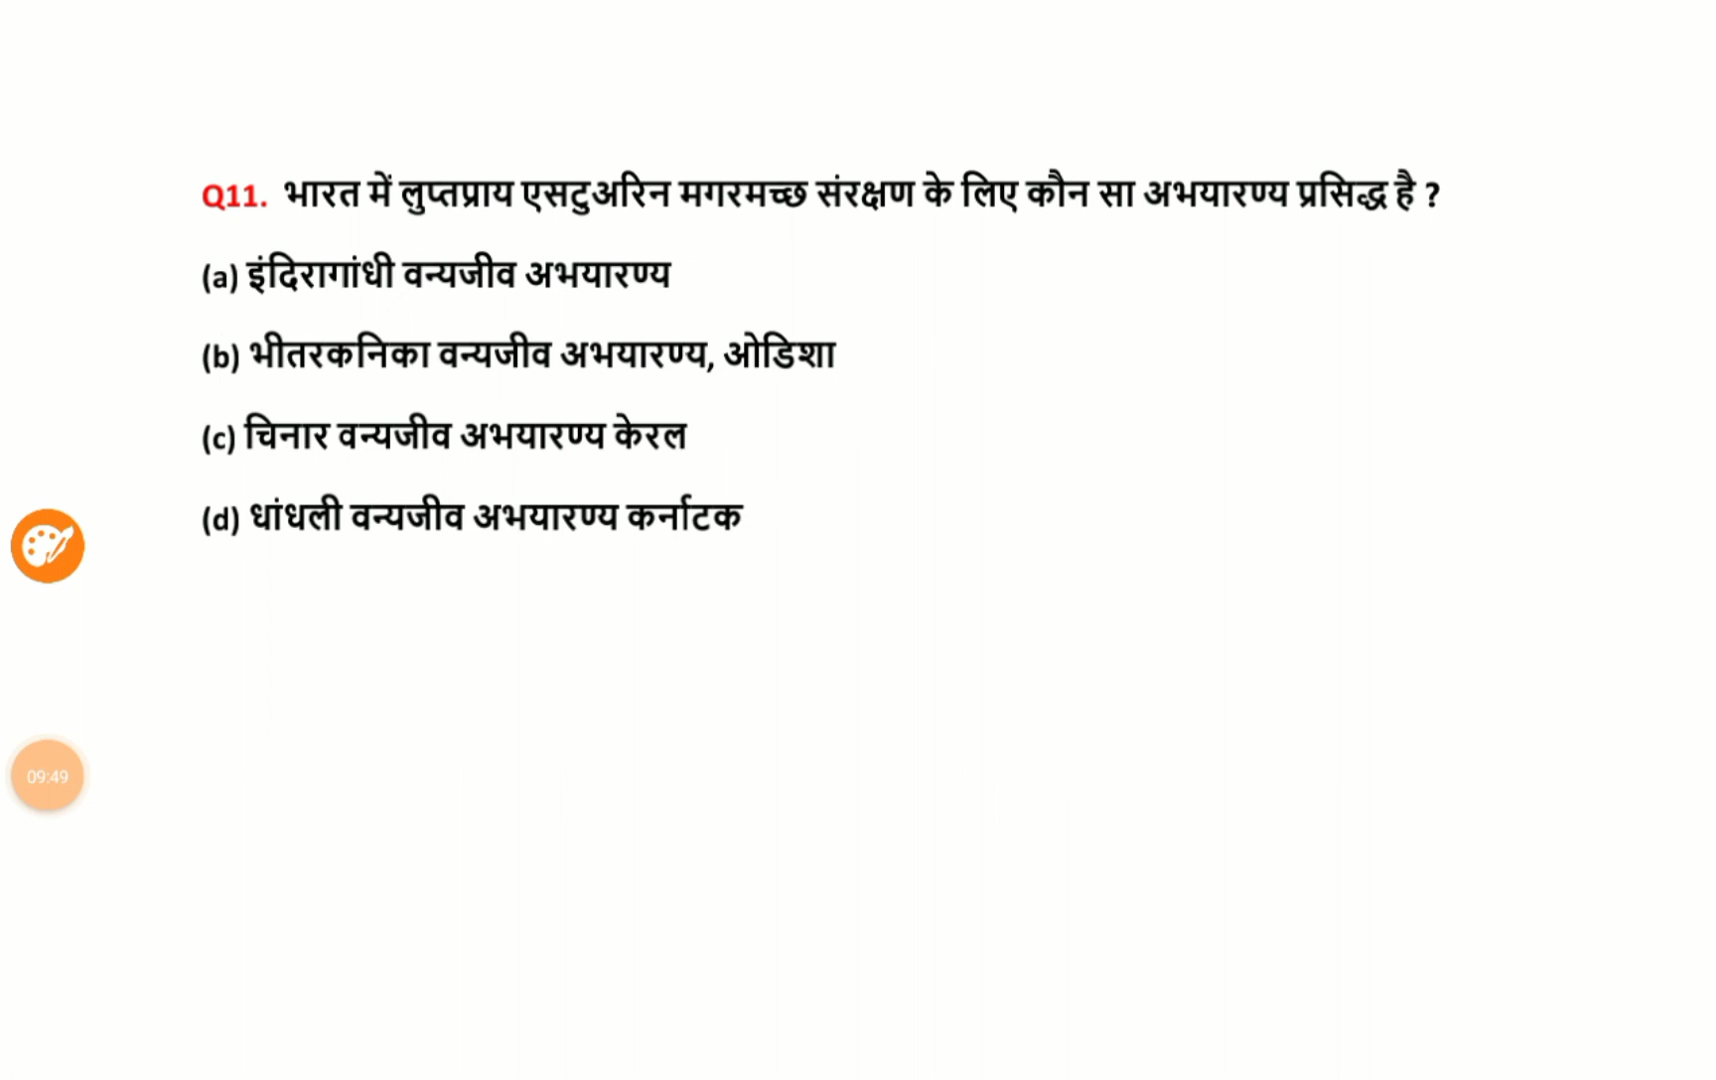 Q11. भारत में लुप्तप्राय एसटुअरिन मगरमच्छ संरक्षण के लिए कौन सा अभयारण्य प्रसिद्ध है ?
(a) इंदिरागांधी वन्यजीव अभयारण्य
(b) भीतरकनिका वन्यजीव अभयारण्य, ओडिशा
(c) चिनार वन्यजीव अभयारण्य केरल
(d) धांधली वन्यजीव अभयारण्य कर्नाटक
09:49